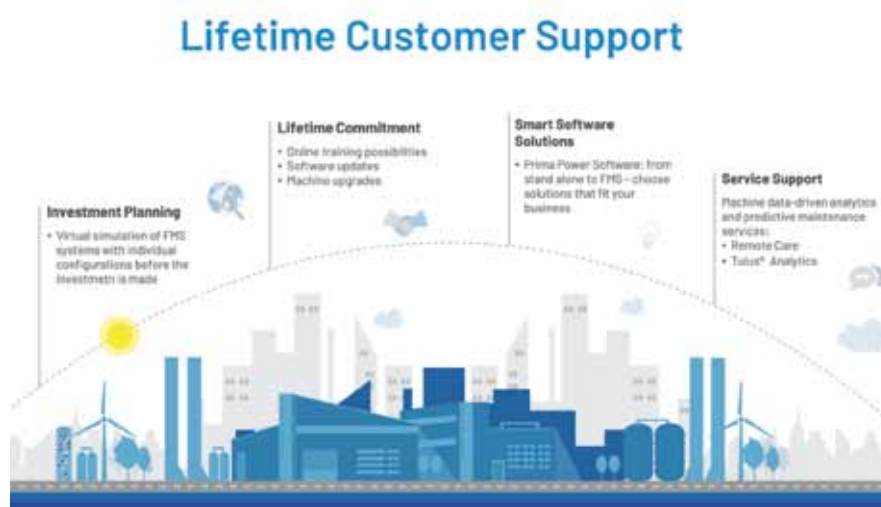 Lifetime Customer Support
Investment Planning
• Virtual simulation of FMS
systems with individual
configurations before the
investmetn is made
Lifetime Commitment
• Online training possibilities
• Software updates
• Machine upgrades
Smart Software
Solutions
• Prima Power Software: from
stand alone to FMS - choose
solutions that fit your
business
Service Support
Machine data-driven analytics
and predictive maintenance
services:
• Remote Care
• Tulus® Analytics